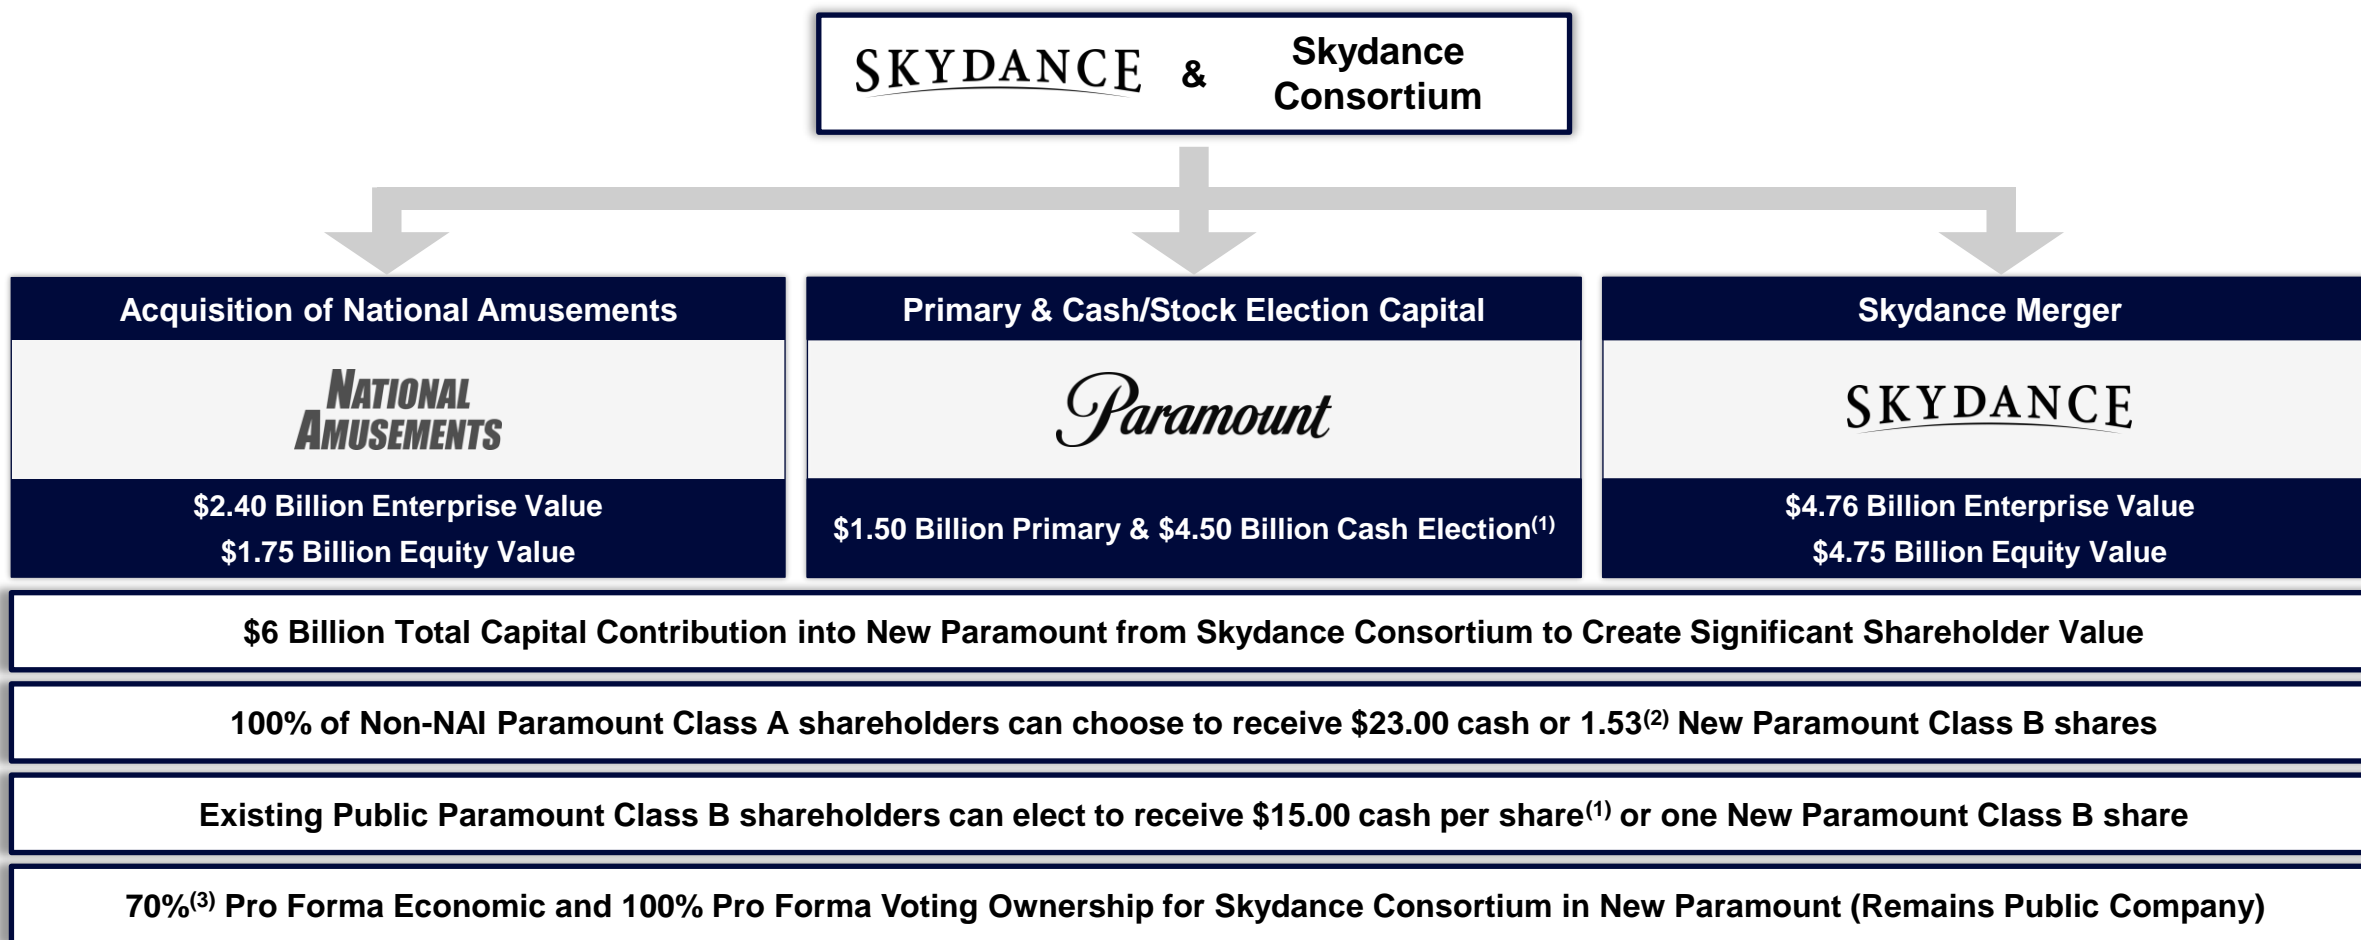 SKYDANCE & Skydance
Consortium
Acquisition of National Amusements
NATIONAL
AMUSEMENTS
$2.40 Billion Enterprise Value
$1.75 Billion Equity Value
Primary & Cash/Stock Election Capital
Paramount
$1.50 Billion Primary & $4.50 Billion Cash Election(1)
Skydance Merger
SKYDANCE
$4.76 Billion Enterprise Value
$4.75 Billion Equity Value
$6 Billion Total Capital Contribution into New Paramount from Skydance Consortium to Create Significant Shareholder Value
100% of Non-NAI Paramount Class A shareholders can choose to receive $23.00 cash or 1.53(2) New Paramount Class B shares
Existing Public Paramount Class B shareholders can elect to receive $15.00 cash per share(1) or one New Paramount Class B share
70%(3) Pro Forma Economic and 100% Pro Forma Voting Ownership for Skydance Consortium in New Paramount (Remains Public Company)